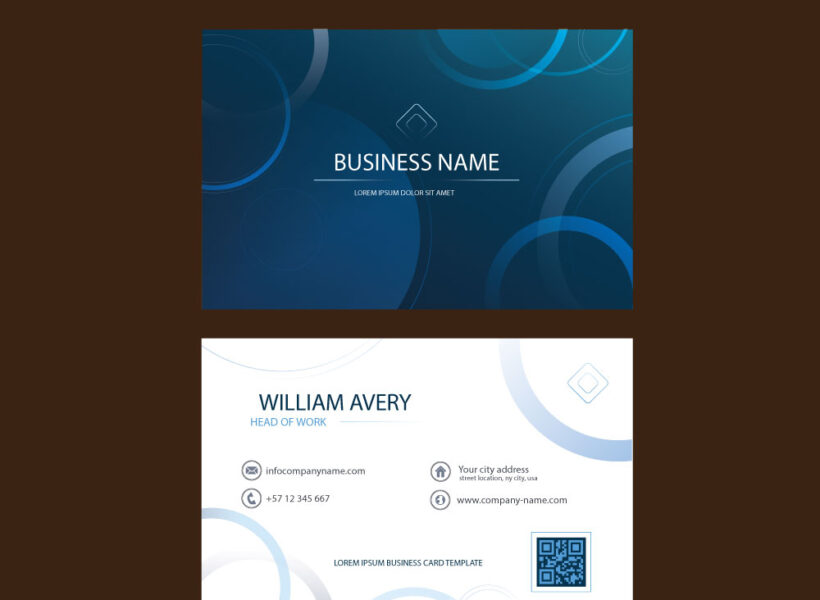 BUSINESS NAME
LOREM IPSUM DOLOR SIT AMET
WILLIAM AVERY
HEAD OF WORK
infocompanyname.com
+57 12 345 667
Your city address
street location, ny city, usa
www.company-name.com
LOREM IPSUM BUSINESS CARD TEMPLATE